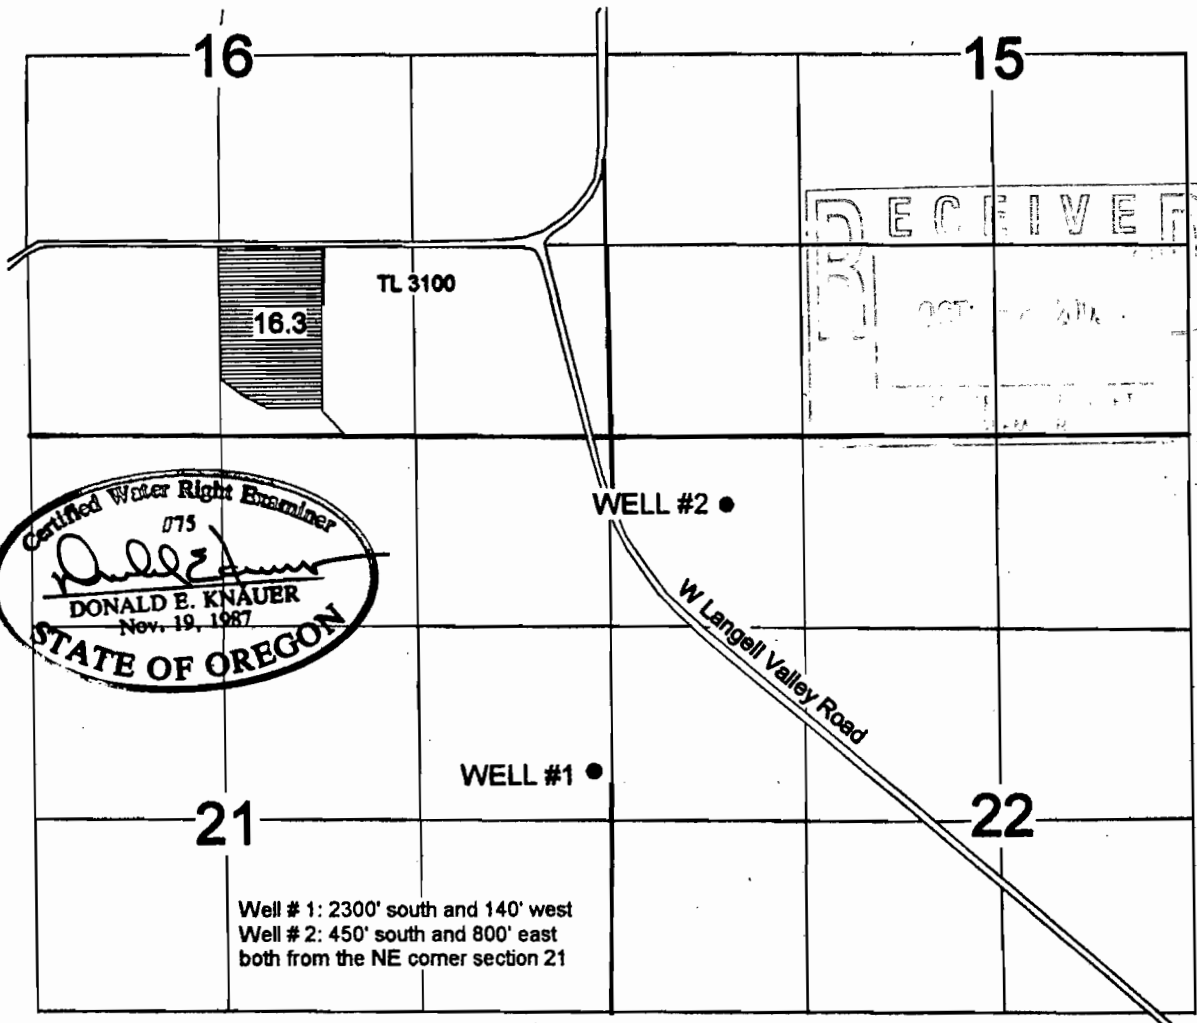 16
15
RECEIVED
TL 3100
16.3
OCT
WELL #2
Certified Water Right Examiner
075
DONALD E. KNAUER
Nov. 19, 1987
STATE OF OREGON
W Langell Valley Road
WELL #1
21
22
Well # 1: 2300' south and 140' west
Well # 2: 450' south and 800' east
both from the NE corner section 21